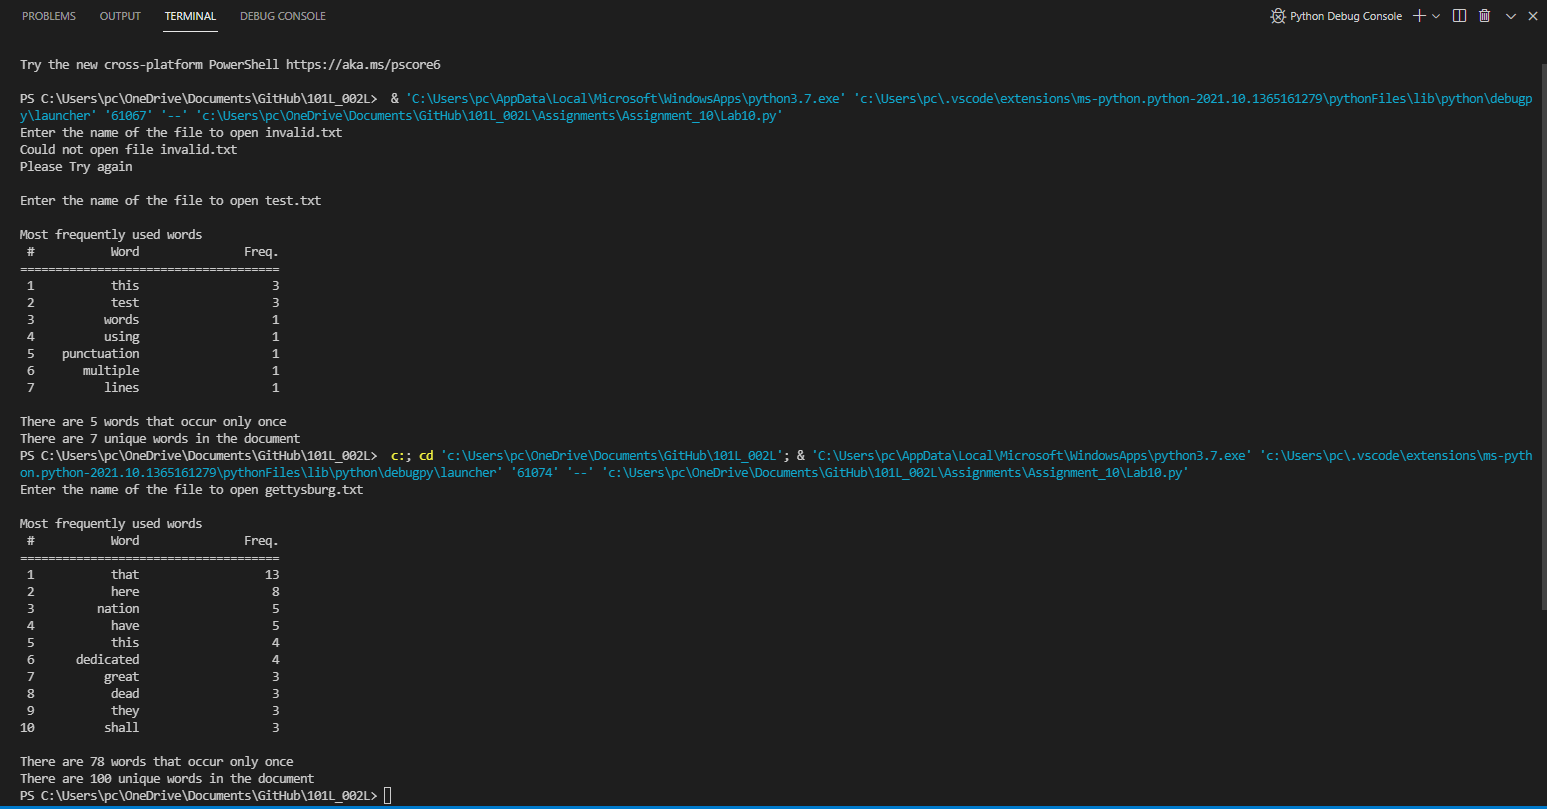 PROBLEMS OUTPUT TERMINAL DEBUG CONSOLE Python Debug Console
Try the new cross-platform PowerShell https://aka.ms/pscore6
PS C:\Users\pc\OneDrive\Documents\GitHub\101L_002L>  & 'C:\Users\pc\AppData\Local\Microsoft\WindowsApps\python3.7.exe' 'c:\Users\pc\.vscode\extensions\ms-python.python-2021.10.1365161279\pythonFiles\lib\python\debugp
y\launcher' '61067' '--' 'c:\Users\pc\OneDrive\Documents\GitHub\101L_002L\Assignments\Assignment_10\Lab10.py'
Enter the name of the file to open invalid.txt
Could not open file invalid.txt
Please Try again
Enter the name of the file to open test.txt
Most frequently used words
# Word Freq.
=====================================
1 this 3
2 test 3
3 words 1
4 using 1
5 punctuation 1
6 multiple 1
7 lines 1
There are 5 words that occur only once
There are 7 unique words in the document
PS C:\Users\pc\OneDrive\Documents\GitHub\101L_002L>  c:; cd 'c:\Users\pc\OneDrive\Documents\GitHub\101L_002L'; & 'C:\Users\pc\AppData\Local\Microsoft\WindowsApps\python3.7.exe' 'c:\Users\pc\.vscode\extensions\ms-pyth
on.python-2021.10.1365161279\pythonFiles\lib\python\debugpy\launcher' '61074' '--' 'c:\Users\pc\OneDrive\Documents\GitHub\101L_002L\Assignments\Assignment_10\Lab10.py'
Enter the name of the file to open gettysburg.txt
Most frequently used words
# Word Freq.
=====================================
1 that 13
2 here 8
3 nation 5
4 have 5
5 this 4
6 dedicated 4
7 great 3
8 dead 3
9 they 3
10 shall 3
There are 78 words that occur only once
There are 100 unique words in the document
PS C:\Users\pc\OneDrive\Documents\GitHub\101L_002L>